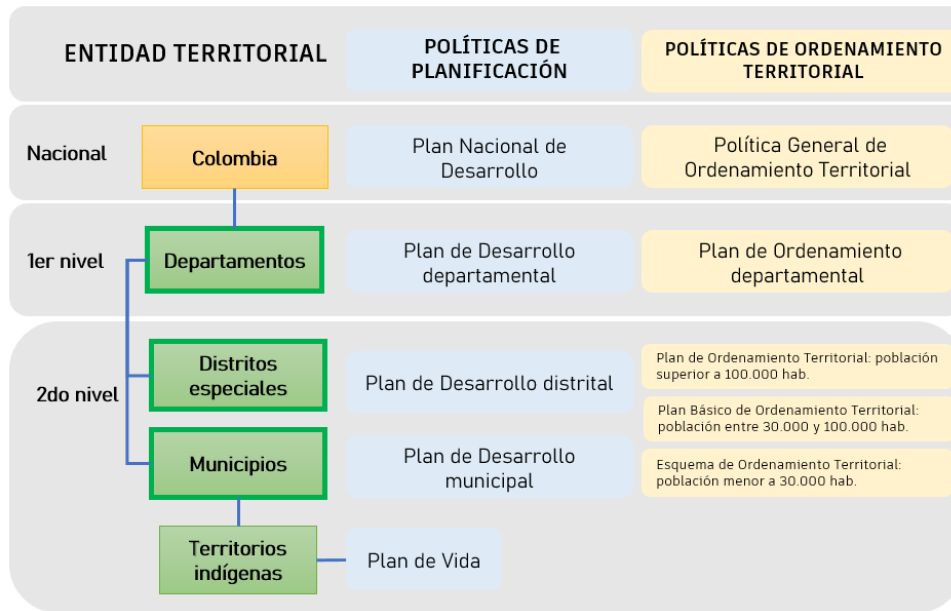 ENTIDAD TERRITORIAL
POLÍTICAS DE
PLANIFICACIÓN
POLÍTICAS DE ORDENAMIENTO
TERRITORIAL
Nacional
Colombia
Plan Nacional de
Desarrollo
Política General de
Ordenamiento Territorial
1er nivel
Departamentos
Plan de Desarrollo
departamental
Plan de Ordenamiento
departamental
2do nivel
Distritos
especiales
Plan de Desarrollo distrital
Plan de Ordenamiento Territorial: población
superior a 100.000 hab.
Plan Básico de Ordenamiento Territorial:
población entre 30.000 y 100.000 hab.
Municipios
Plan de Desarrollo
municipal
Esquema de Ordenamiento Territorial:
población menor a 30.000 hab.
Territorios
indígenas
Plan de Vida